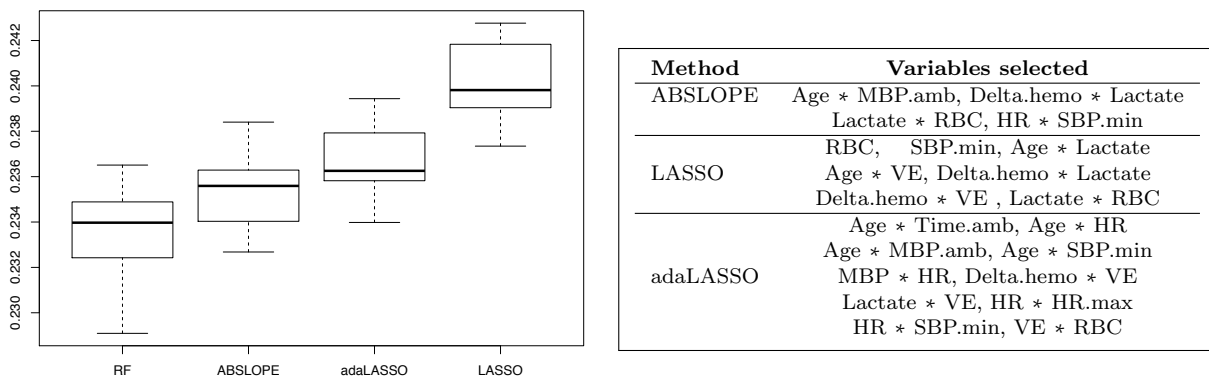 0.242
0.240
0.238
0.236
0.234
0.232
0.230
RF ABSLOPE adaLASSO LASSO
Method Variables selected
ABSLOPE Age * MBP.amb, Delta.hemo * Lactate
Lactate * RBC, HR * SBP.min
RBC, SBP.min, Age * Lactate
LASSO Age * VE, Delta.hemo * Lactate
Delta.hemo * VE , Lactate * RBC
Age * Time.amb, Age * HR
Age * MBP.amb, Age * SBP.min
adaLASSO MBP * HR, Delta.hemo * VE
Lactate * VE, HR * HR.max
HR * SBP.min, VE * RBC